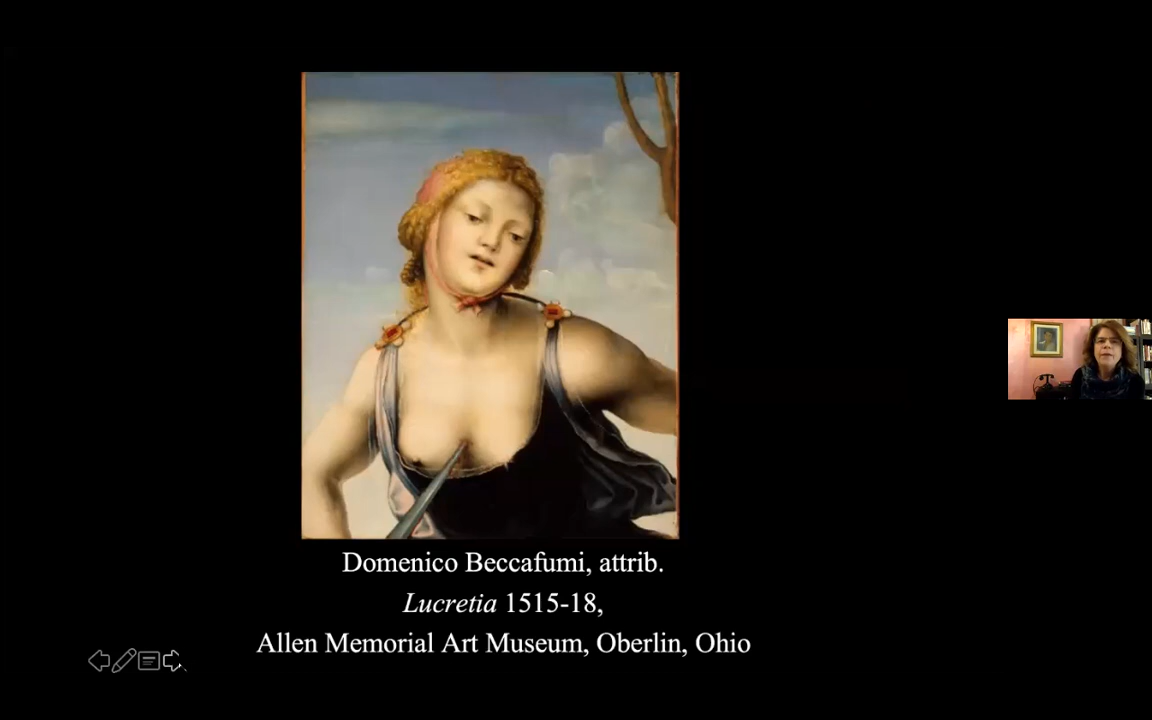 Domenico Beccafumi, attrib.
Lucretia 1515-18,
Allen Memorial Art Museum, Oberlin, Ohio